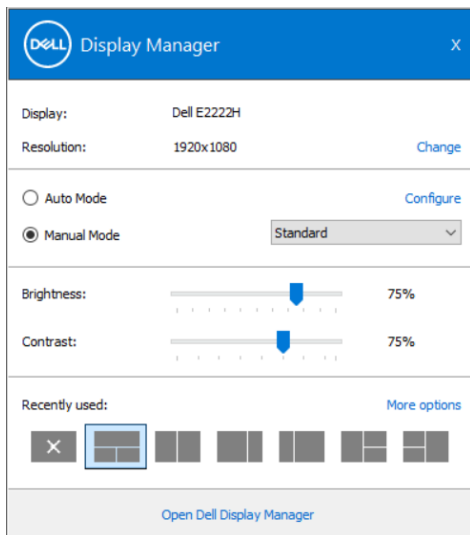 DELL Display Manager X
Display: Dell E2222H
Resolution: 1920x1080 Change
Auto Mode Configure
Manual Mode Standard
Brightness: 75%
Contrast: 75%
Recently used: More options
Open Dell Display Manager